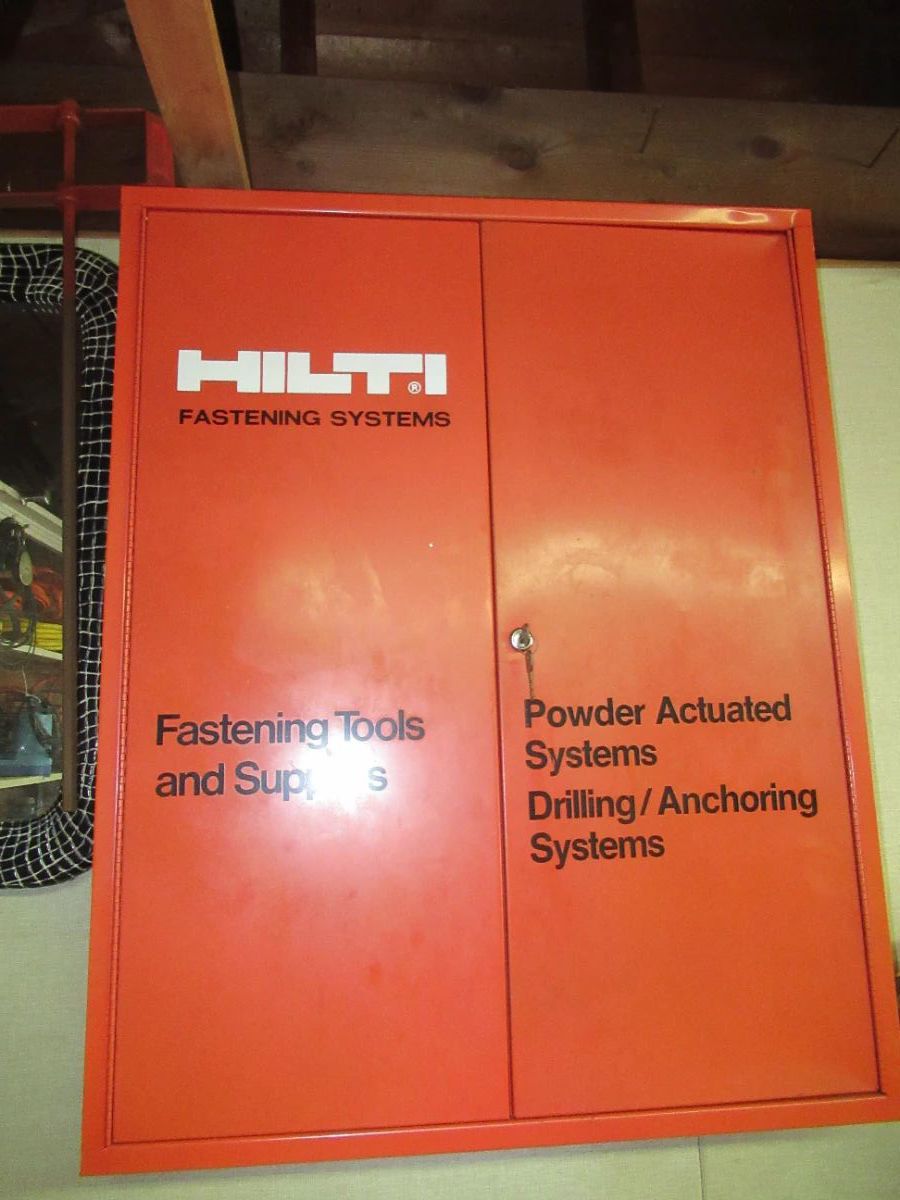 HILTI®
FASTENING SYSTEMS
Fastening Tools
and
Powder Actuated
Systems
Drilling/Anchoring
Systems